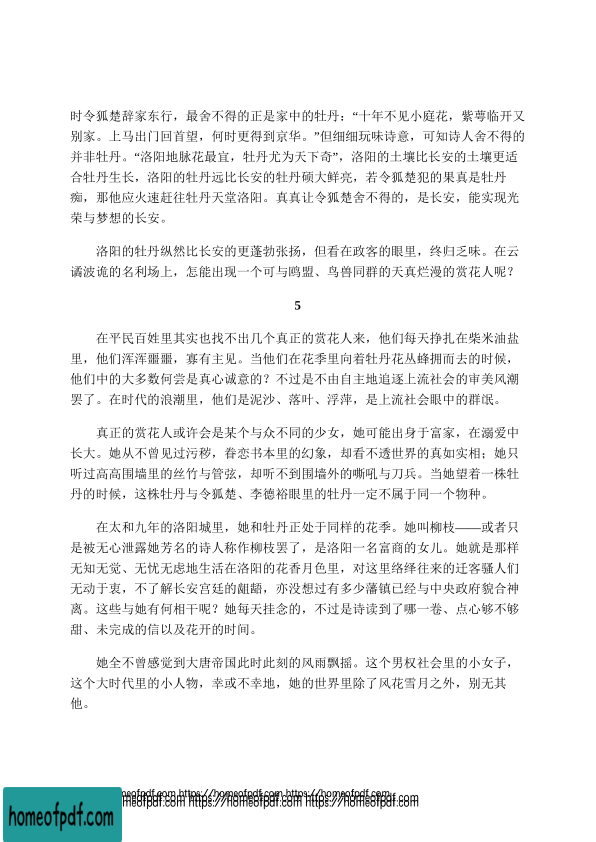 时令狐楚辞家东行，最舍不得的正是家中的牡丹：“十年不见小庭花，紫萼临开又
别家。上马出门回首望，何时更得到京华。”但细细玩味诗意，可知诗人舍不得的
并非牡丹。“洛阳地脉花最宜，牡丹尤为天下奇”，洛阳的土壤比长安的土壤更适
合牡丹生长，洛阳的牡丹远比长安的牡丹硕大鲜亮，若令狐楚犯的果真是牡丹
痴，那他应火速赶往牡丹天堂洛阳。真真让令狐楚舍不得的，是长安，能实现光
荣与梦想的长安。
洛阳的牡丹纵然比长安的更蓬勃张扬，但看在政客的眼里，终归乏味。在云
谲波诡的名利场上，怎能出现一个可与鸥盟、鸟兽同群的天真烂漫的赏花人呢？
5
在平民百姓里其实也找不出几个真正的赏花人来，他们每天挣扎在柴米油盐
里，他们浑浑噩噩，寡有主见。当他们在花季里向着牡丹花丛蜂拥而去的时候，
他们中的大多数何尝是真心诚意的？不过是不由自主地追逐上流社会的审美风潮
罢了。在时代的浪潮里，他们是泥沙、落叶、浮萍，是上流社会眼中的群氓。
真正的赏花人或许会是某个与众不同的少女，她可能出身于富家，在溺爱中
长大。她从不曾见过污秽，眷恋书本里的幻象，却看不透世界的真如实相；她只
听过高高围墙里的丝竹与管弦，却听不到围墙外的嘶吼与刀兵。当她望着一株牡
丹的时候，这株牡丹与令狐楚、李德裕眼里的牡丹一定不属于同一个物种。
在太和九年的洛阳城里，她和牡丹正处于同样的花季。她叫柳枝——或者只
是被无心泄露她芳名的诗人称作柳枝罢了，是洛阳一名富商的女儿。她就是那样
无知无觉、无忧无虑地生活在洛阳的花香月色里，对这里络绎往来的迁客骚人们
无动于衷，不了解长安宫廷的龃龉，亦没想过有多少藩镇已经与中央政府貌合神
离。这些与她有何相干呢？她每天挂念的，不过是诗读到了哪一卷、点心够不够
甜、未完成的信以及花开的时间。
她全不曾感觉到大唐帝国此时此刻的风雨飘摇。这个男权社会里的小女子，
这个大时代里的小人物，幸或不幸地，她的世界里除了风花雪月之外，别无其
他。
homeofpdf.com https://homeofpdf.com https://homeofpdf.com
homeofpdf.com https://homeofpdf.com https://homeofpdf.com
homeofpdf.com